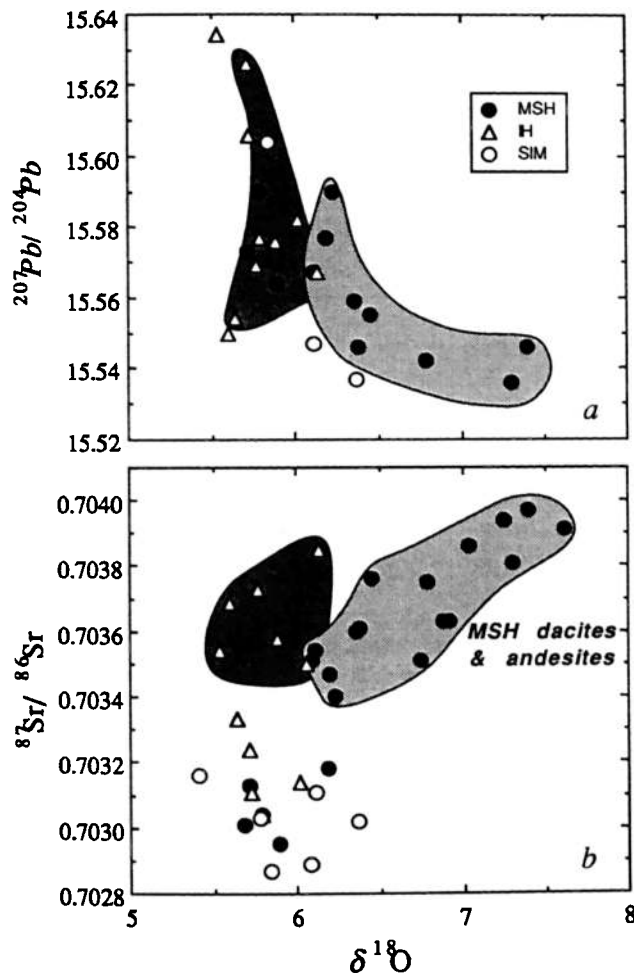 15.64
15.62
15.60
15.58
15.56
15.54
15.52
207Pb/ 204Pb
MSH
IH
SIM
a
0.7040
0.7038
0.7036
0.7034
0.7032
0.7030
0.7028
87Sr/ 86Sr
MSH dacites
& andesites
b
5
6
7
8
δ18O